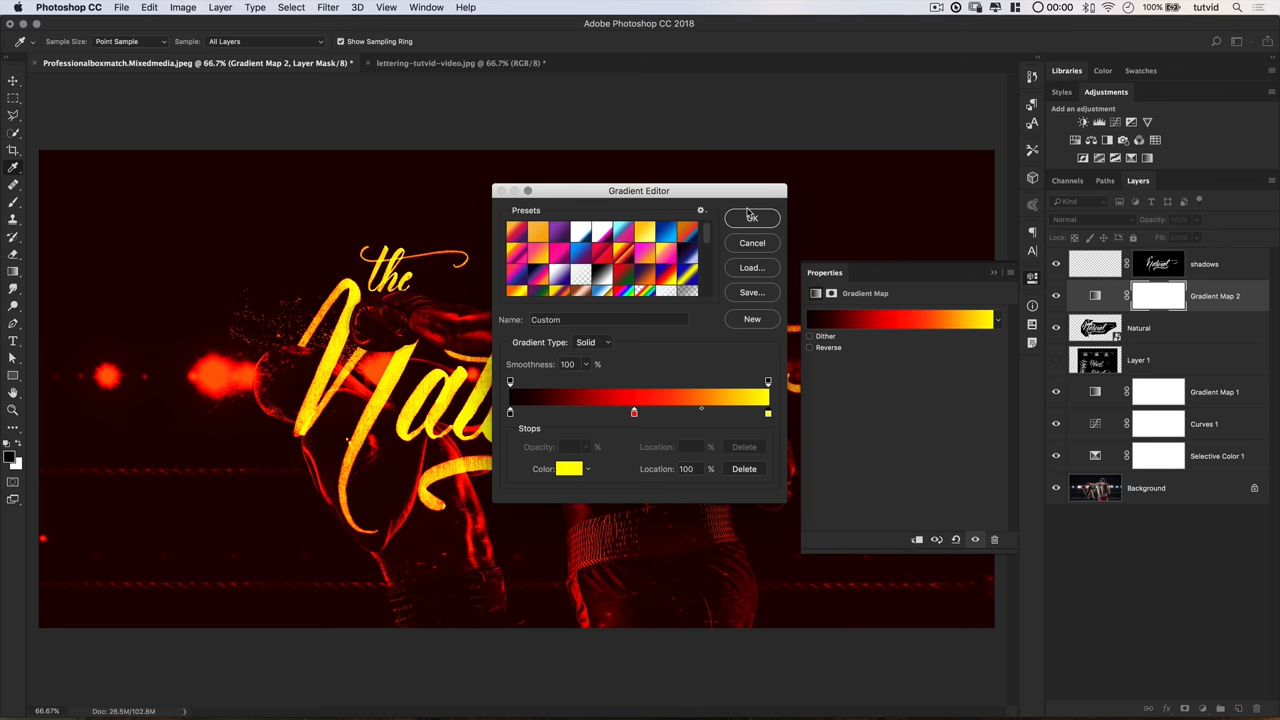 Photoshop CC File Edit Image Layer Type Select Filter 3D View Window Help 00:00 100% tutvid
Adobe Photoshop CC 2018
Sample Size: Point Sample Sample: All Layers Show Sampling Ring
Professionalboxmatch.Mixedmedia.jpeg @ 66.7% (Gradient Map 2, Layer Mask/8) * lettering-tutvid-video.jpg @ 66.7% (RGB/8) *
Libraries Color Swatches
Styles Adjustments
Add an adjustment
Channels Paths Layers
Kind
Normal Opacity: 100%
Lock: Fill: 100%
shadows
Gradient Map 2
Natural
Layer 1
Gradient Map 1
Curves 1
Selective Color 1
Background
Properties
Gradient Map
Dither
Reverse
Gradient Editor
Presets
OK
Cancel
Load...
Save...
New
Name: Custom
Gradient Type: Solid
Smoothness: 100 %
Stops
Opacity: % Location: % Delete
Color: Location: 100 % Delete
the
66.67% Doc: 26.5M/102.8M